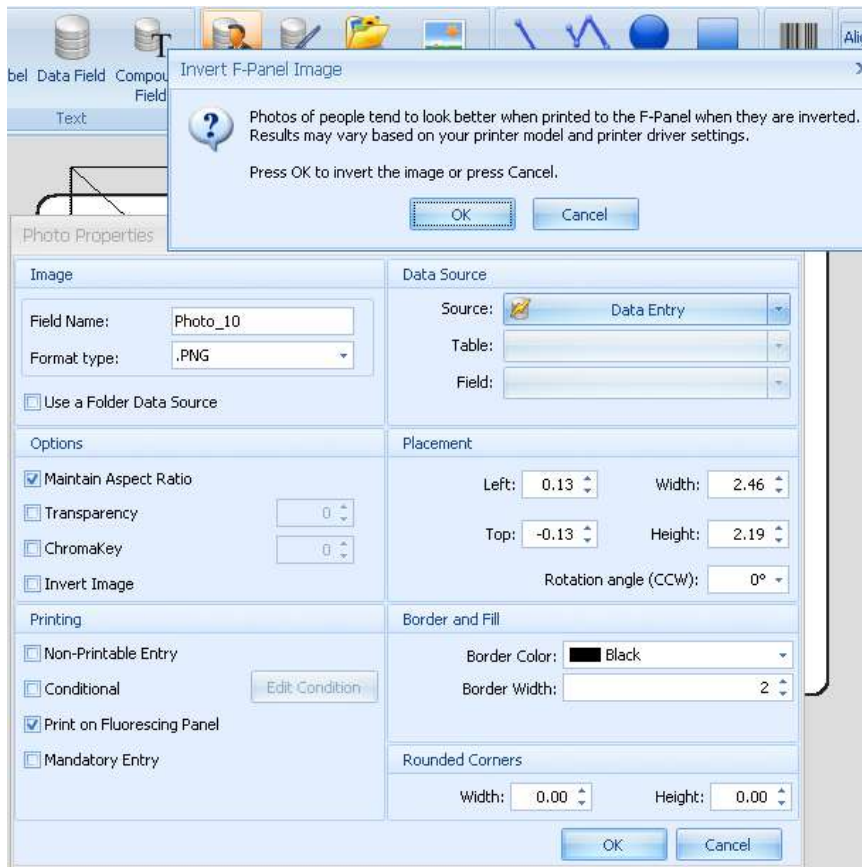 bel Data Field Compou
Field
Text
Ali
Invert F-Panel Image
Photos of people tend to look better when printed to the F-Panel when they are inverted.
Results may vary based on your printer model and printer driver settings.
Press OK to invert the image or press Cancel.
OK Cancel
Photo Properties
Image
Field Name: Photo_10
Format type: .PNG
Use a Folder Data Source
Data Source
Source: Data Entry
Table:
Field:
Options
Maintain Aspect Ratio
Transparency 0
ChromaKey 0
Invert Image
Placement
Left: 0.13 Width: 2.46
Top: -0.13 Height: 2.19
Rotation angle (CCW): 0°
Printing
Non-Printable Entry
Conditional Edit Condition
Print on Fluorescing Panel
Mandatory Entry
Border and Fill
Border Color: Black
Border Width: 2
Rounded Corners
Width: 0.00 Height: 0.00
OK Cancel